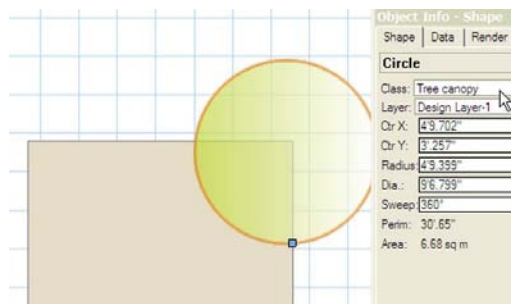 Object Info - Shape
Shape Data Render
Circle
Class: Tree canopy
Layer: Design Layer-1
Ctr X: 4'9.702"
Ctr Y: 3'.257"
Radius: 4'9.399"
Dia.: 9'6.799"
Sweep: 360°
Perim: 30'.65"
Area: 6.68 sq m